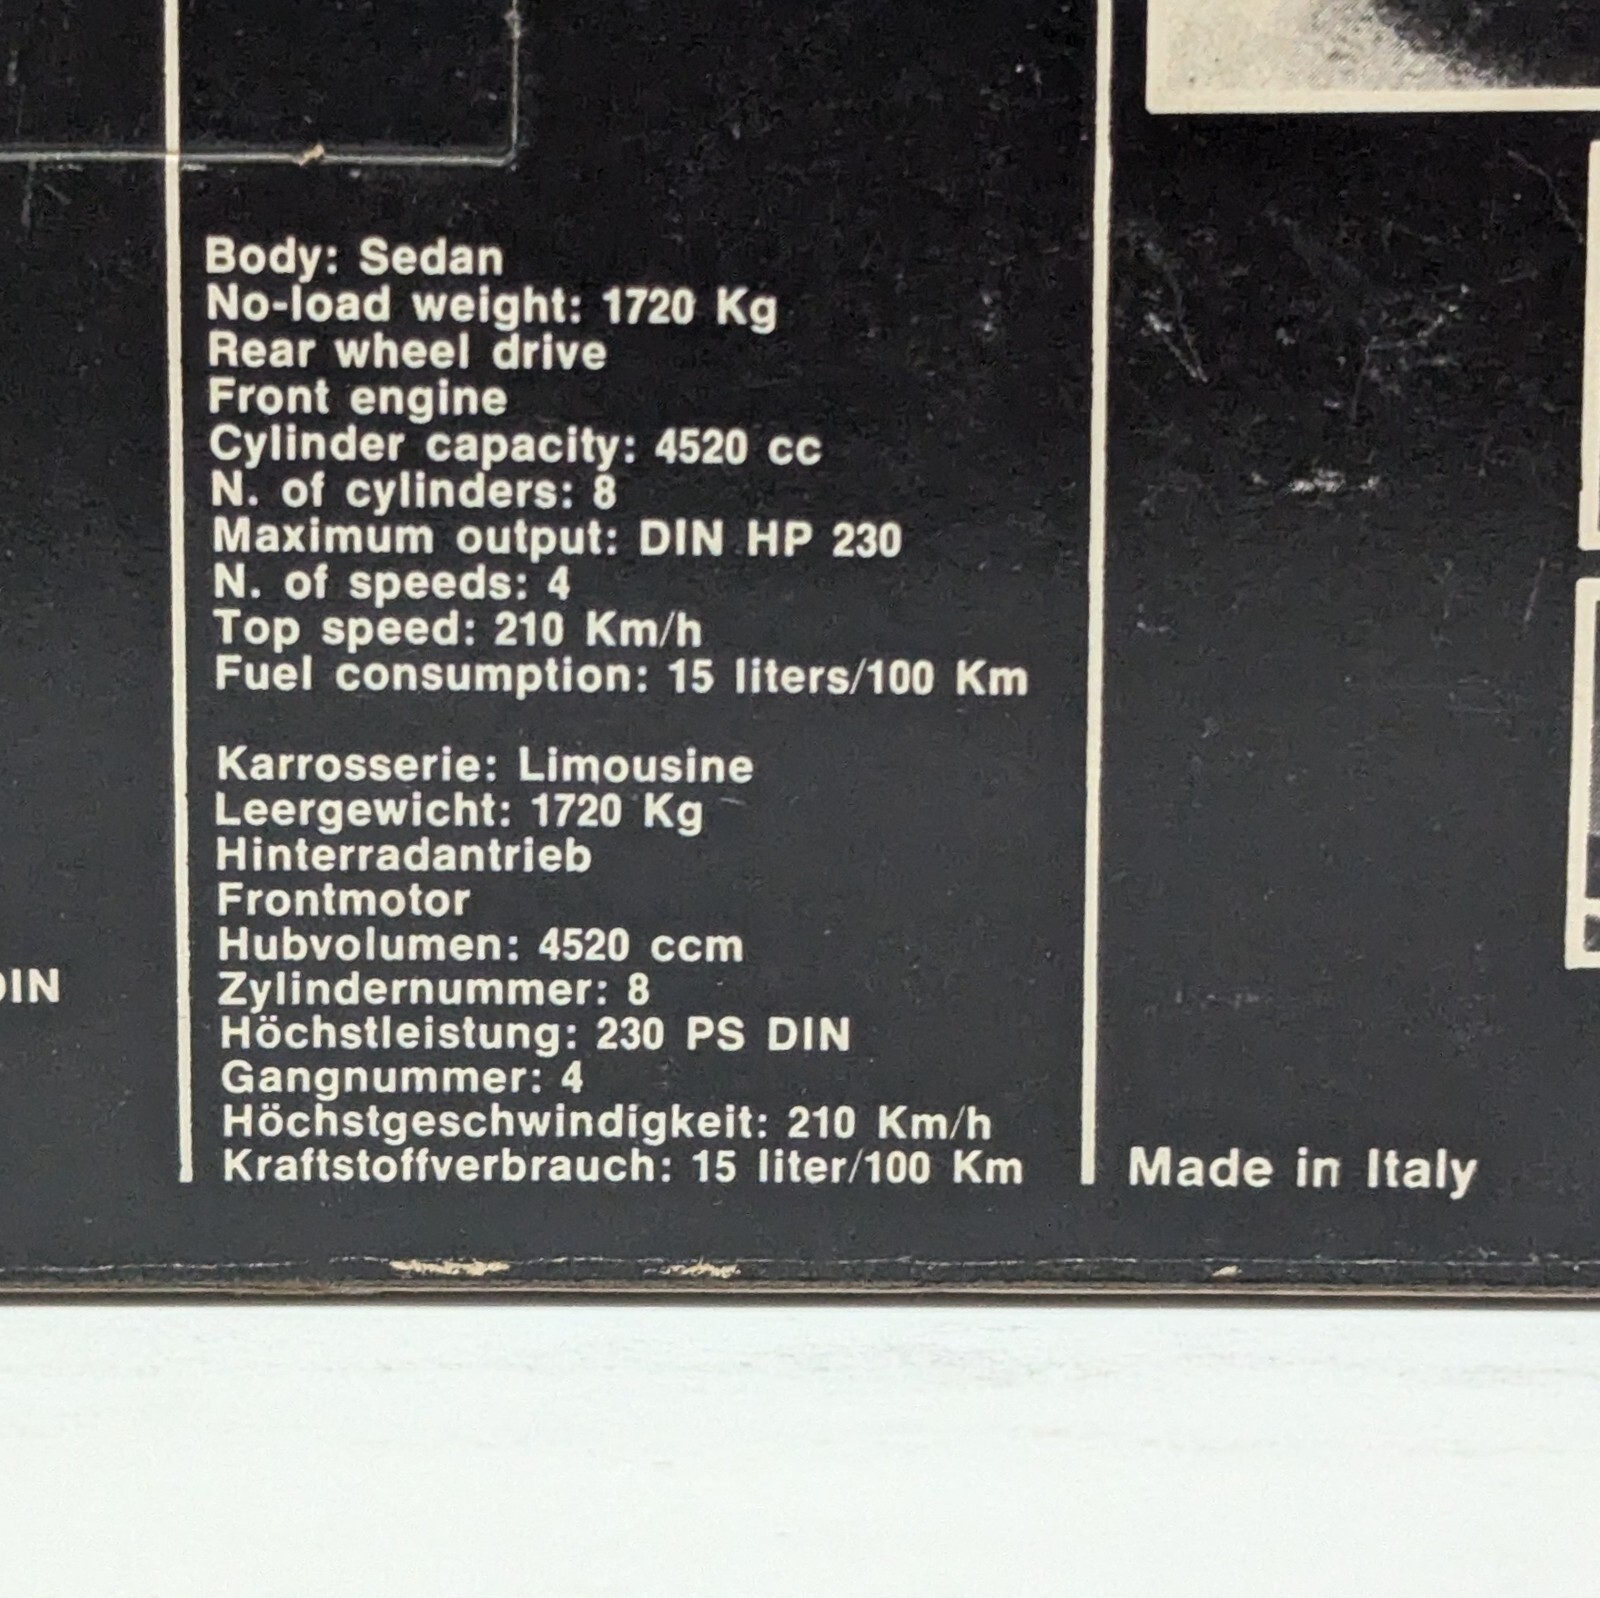 DIN
Body: Sedan
No-load weight: 1720 Kg
Rear wheel drive
Front engine
Cylinder capacity: 4520 cc
N. of cylinders: 8
Maximum output: DIN HP 230
N. of speeds: 4
Top speed: 210 Km/h
Fuel consumption: 15 liters/100 Km
Karrosserie: Limousine
Leergewicht: 1720 Kg
Hinterradantrieb
Frontmotor
Hubvolumen: 4520 ccm
Zylindernummer: 8
Höchstleistung: 230 PS DIN
Gangnummer: 4
Höchstgeschwindigkeit: 210 Km/h
Kraftstoffverbrauch: 15 liter/100 Km
Made in Italy